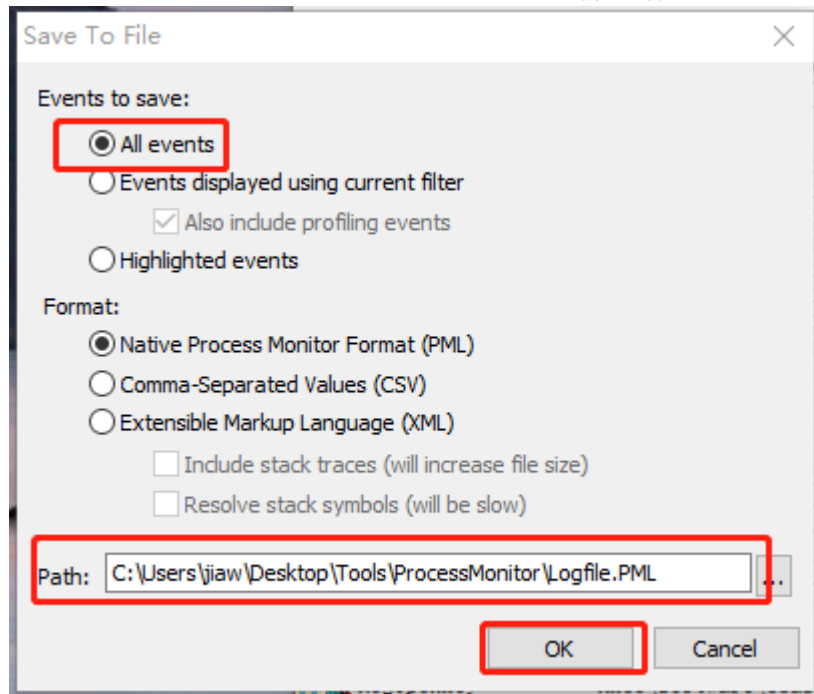 Save To File
Events to save:
All events
Events displayed using current filter
Also include profiling events
Highlighted events
Format:
Native Process Monitor Format (PML)
Comma-Separated Values (CSV)
Extensible Markup Language (XML)
Include stack traces (will increase file size)
Resolve stack symbols (will be slow)
Path: C:\Users\jiaw\Desktop\Tools\ProcessMonitor\Logfile.PML ...
OK Cancel